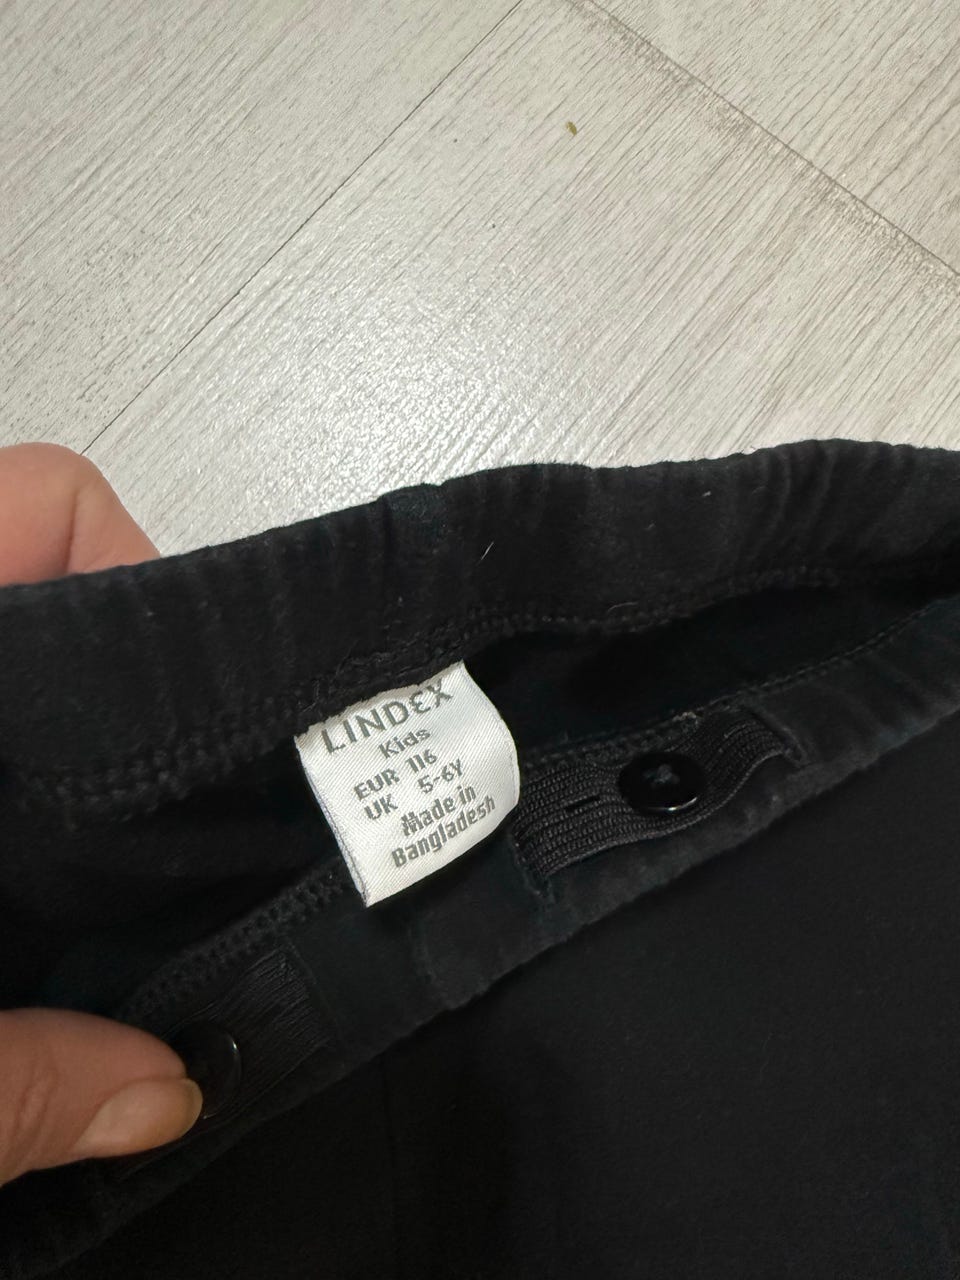 LINDEX
Kids
EUR 116
UK 5-6Y
Made in
Bangladesh